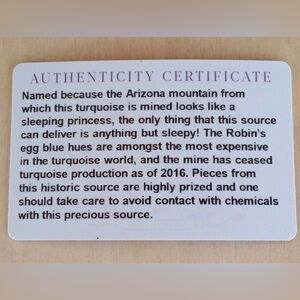 AUTHENTICITY CERTIFICATE
Named because the Arizona mountain from
which this turquoise is mined looks like a
sleeping princess, the only thing that this source
can deliver is anything but sleepy! The Robin's
egg blue hues are amongst the most expensive
in the turquoise world, and the mine has ceased
turquoise production as of 2016. Pieces from
this historic source are highly prized and one
should take care to avoid contact with chemicals
with this precious source.